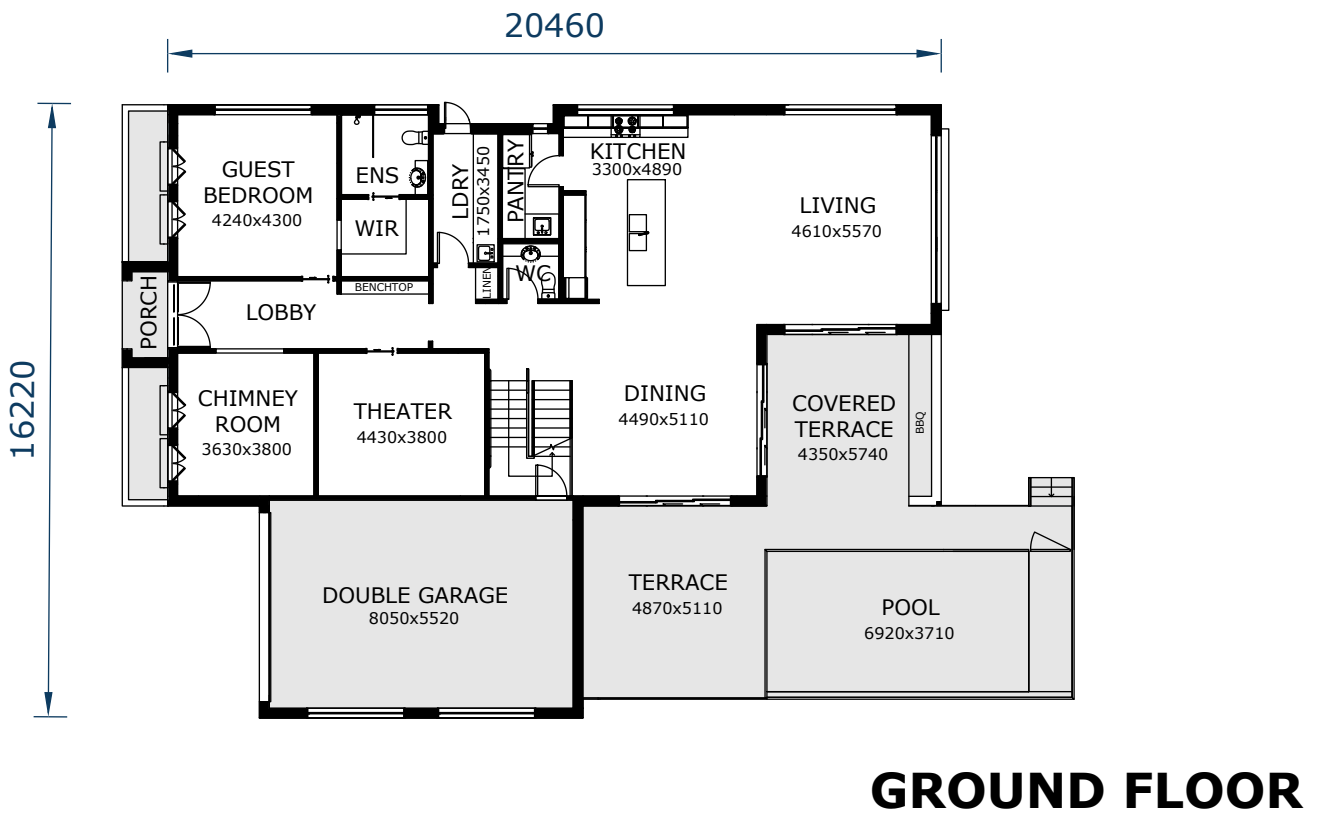 20460
16220
GUEST
BEDROOM
4240x4300
ENS
WIR
LDRY
1750x3450
PANTRY
KITCHEN
3300x4890
LIVING
4610x5570
WC
LINEN
BENCHTOP
PORCH
LOBBY
CHIMNEY
ROOM
3630x3800
THEATER
4430x3800
DINING
4490x5110
COVERED
TERRACE
4350x5740
BBQ
DOUBLE GARAGE
8050x5520
TERRACE
4870x5110
POOL
6920x3710
GROUND FLOOR